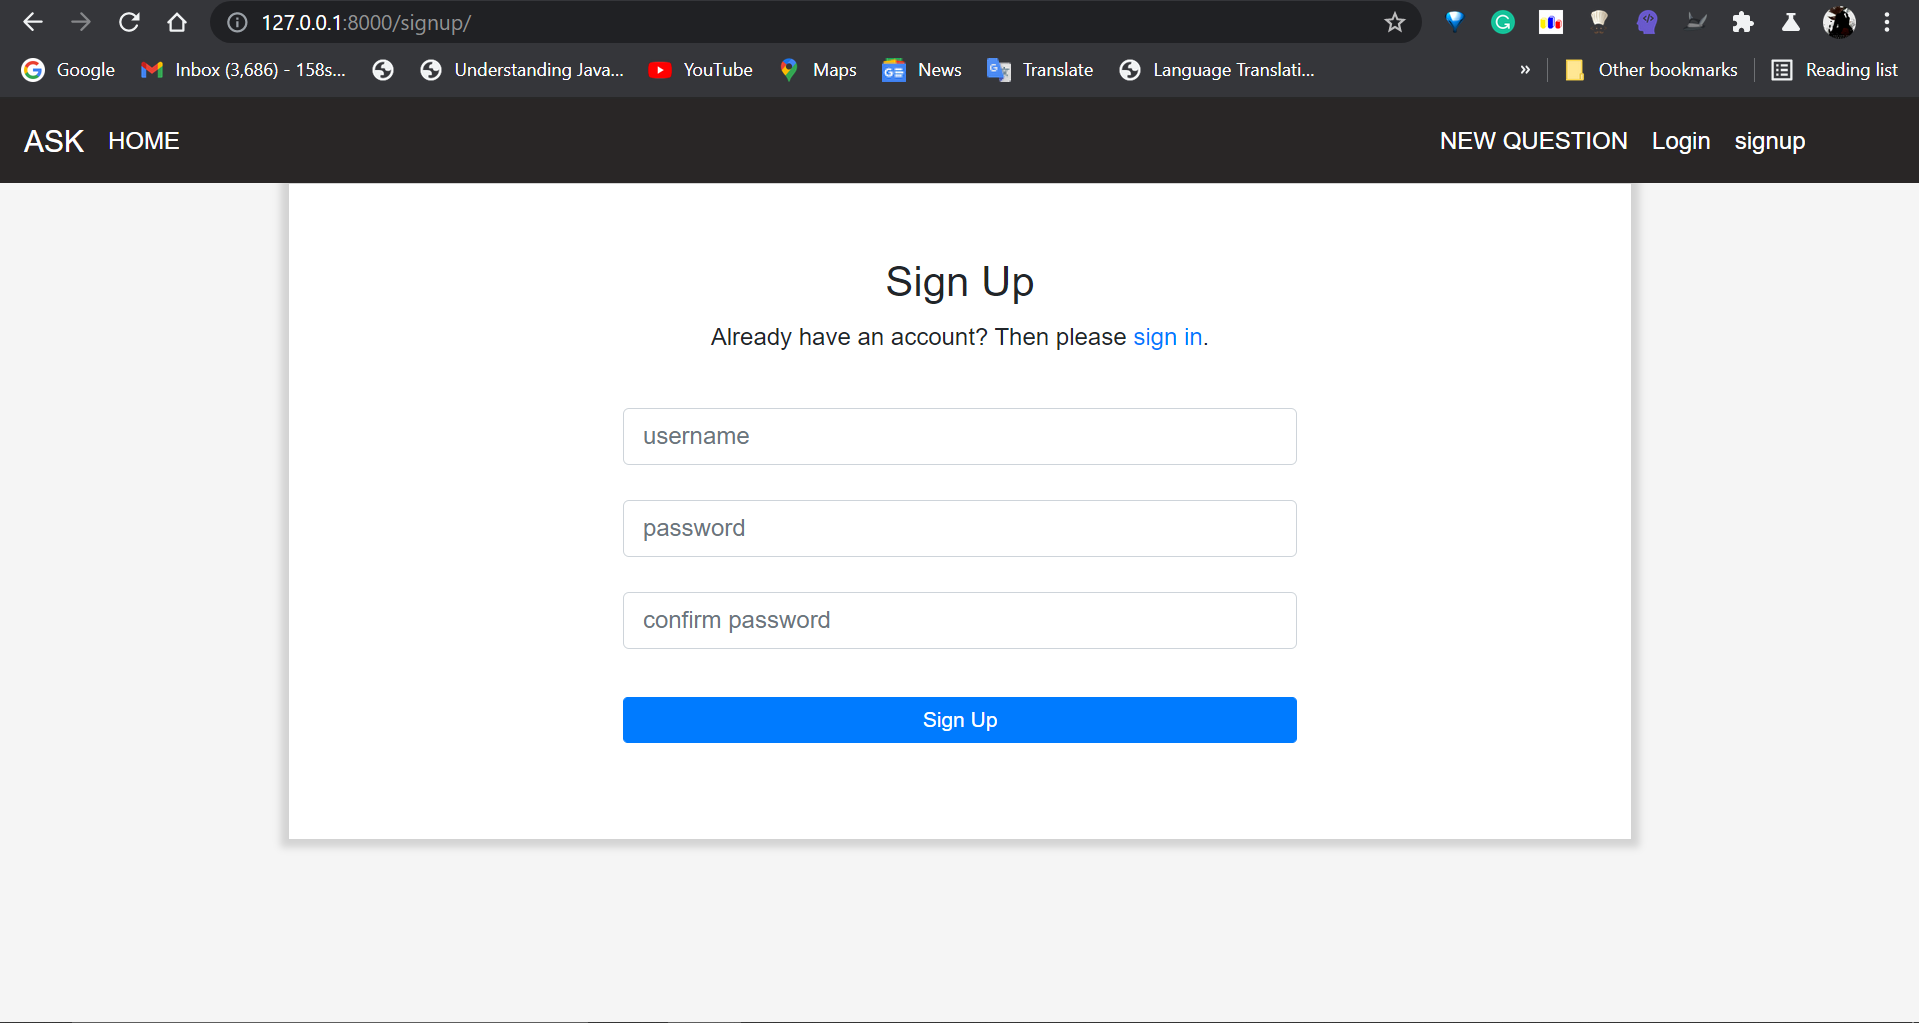 127.0.0.1:8000/signup/
Google Inbox (3,686) - 158s... Understanding Java... YouTube Maps News Translate Language Translati... » Other bookmarks Reading list
ASK HOME NEW QUESTION Login signup
Sign Up
Already have an account? Then please sign in.
username
password
confirm password
Sign Up